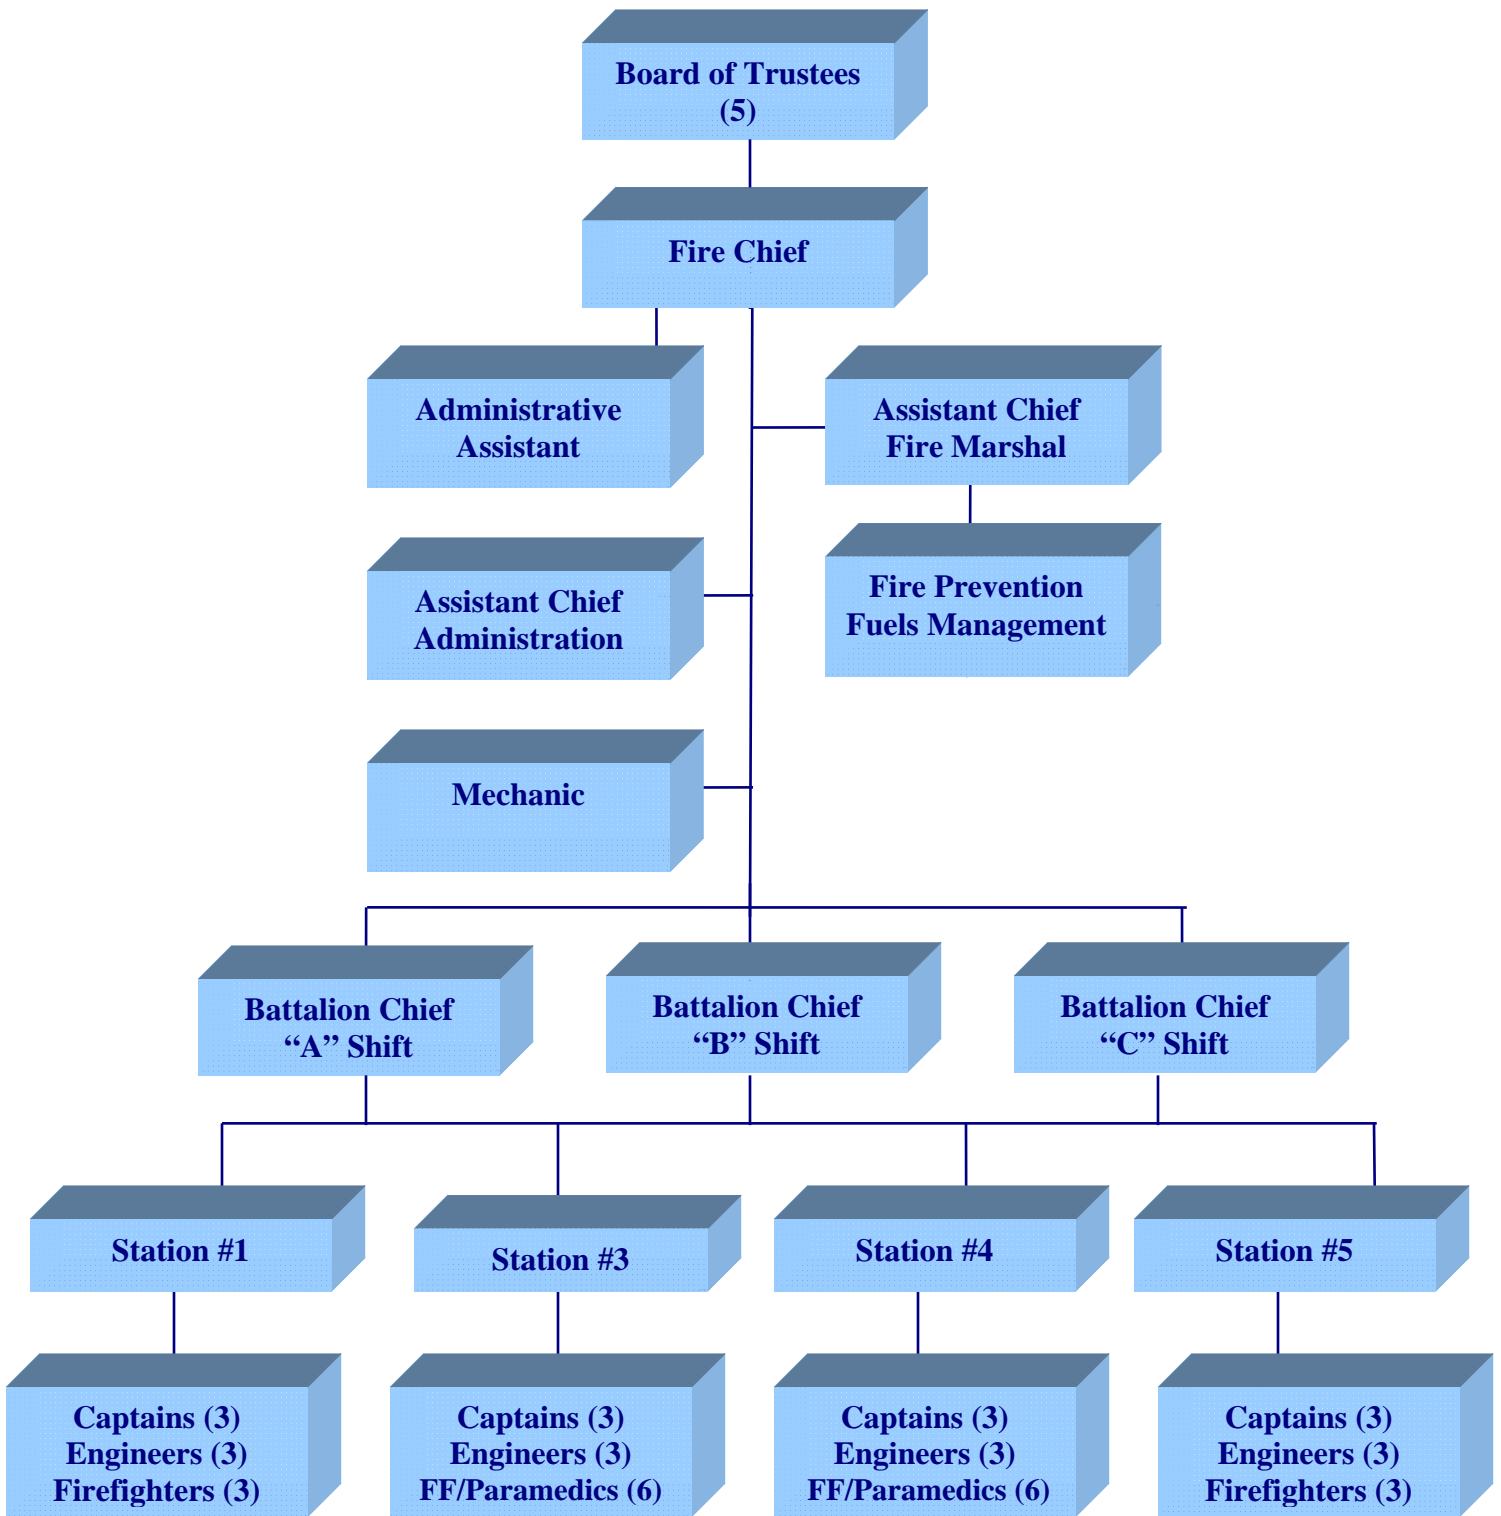 Board of Trustees
(5)
Fire Chief
Administrative
Assistant
Assistant Chief
Fire Marshal
Assistant Chief
Administration
Fire Prevention
Fuels Management
Mechanic
Battalion Chief
“A” Shift
Battalion Chief
“B” Shift
Battalion Chief
“C” Shift
Station #1
Station #3
Station #4
Station #5
Captains (3)
Engineers (3)
Firefighters (3)
Captains (3)
Engineers (3)
FF/Paramedics (6)
Captains (3)
Engineers (3)
FF/Paramedics (6)
Captains (3)
Engineers (3)
Firefighters (3)